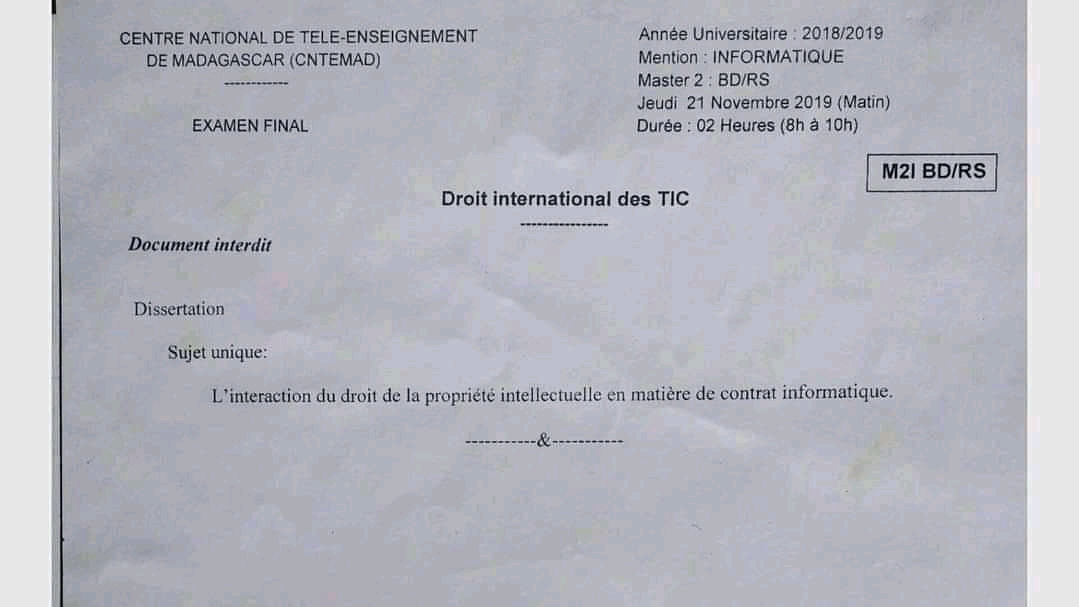 CENTRE NATIONAL DE TELE-ENSEIGNEMENT
DE MADAGASCAR (CNTEMAD)
------------
EXAMEN FINAL
Année Universitaire : 2018/2019
Mention : INFORMATIQUE
Master 2 : BD/RS
Jeudi 21 Novembre 2019 (Matin)
Durée : 02 Heures (8h à 10h)
M2I BD/RS
Droit international des TIC
----------------
Document interdit
Dissertation
Sujet unique:
L'interaction du droit de la propriété intellectuelle en matière de contrat informatique.
-----------&-----------